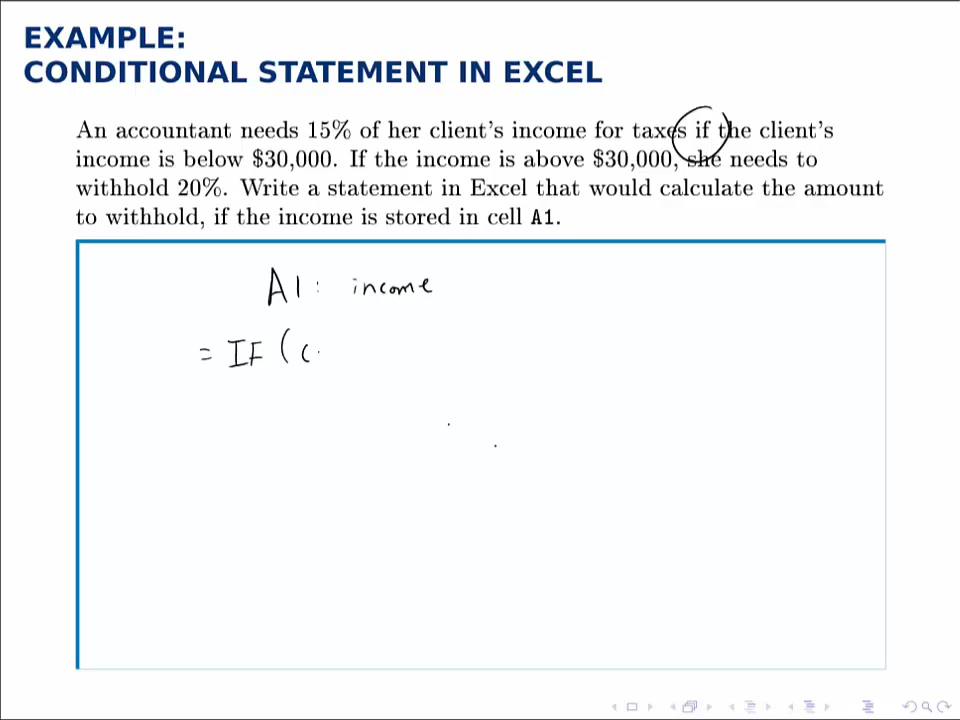 EXAMPLE:
CONDITIONAL STATEMENT IN EXCEL
An accountant needs 15% of her client's income for taxes if the client's
income is below $30,000. If the income is above $30,000, she needs to
withhold 20%. Write a statement in Excel that would calculate the amount
to withhold, if the income is stored in cell A1.
A1: income
= IF (c